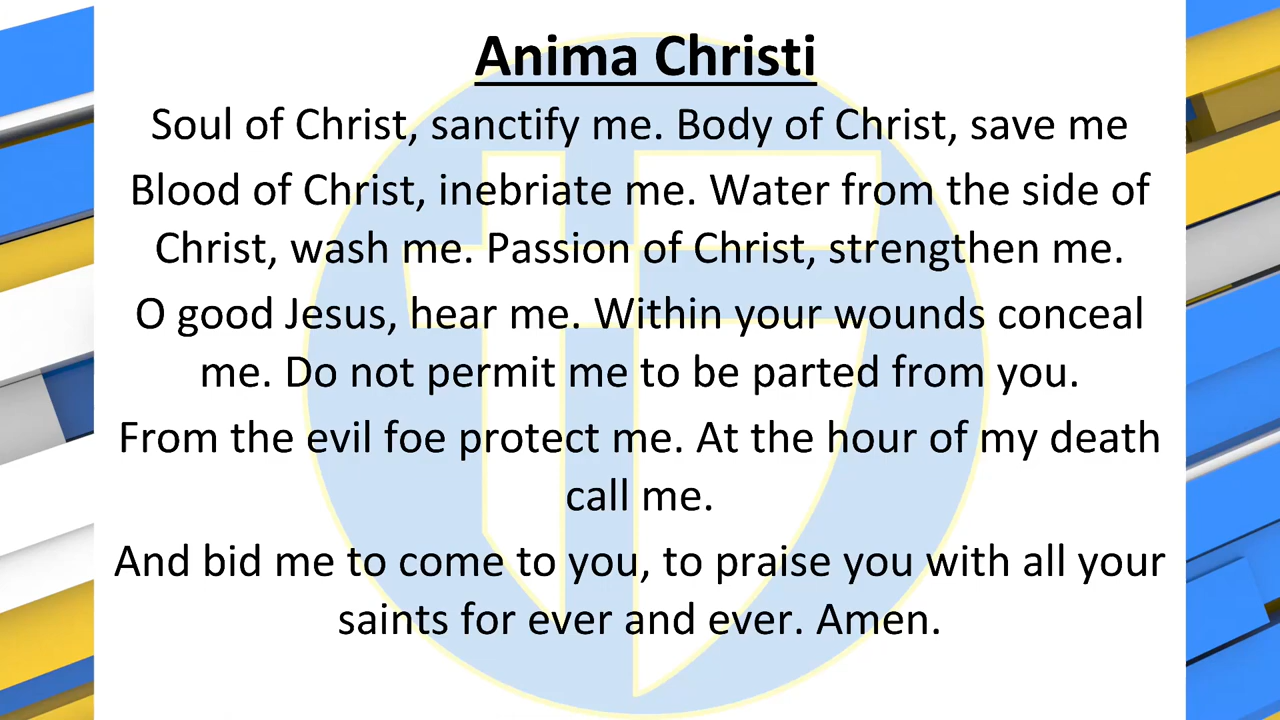 Anima Christi
Soul of Christ, sanctify me. Body of Christ, save me
Blood of Christ, inebriate me. Water from the side of
Christ, wash me. Passion of Christ, strengthen me.
O good Jesus, hear me. Within your wounds conceal
me. Do not permit me to be parted from you.
From the evil foe protect me. At the hour of my death
call me.
And bid me to come to you, to praise you with all your
saints for ever and ever. Amen.